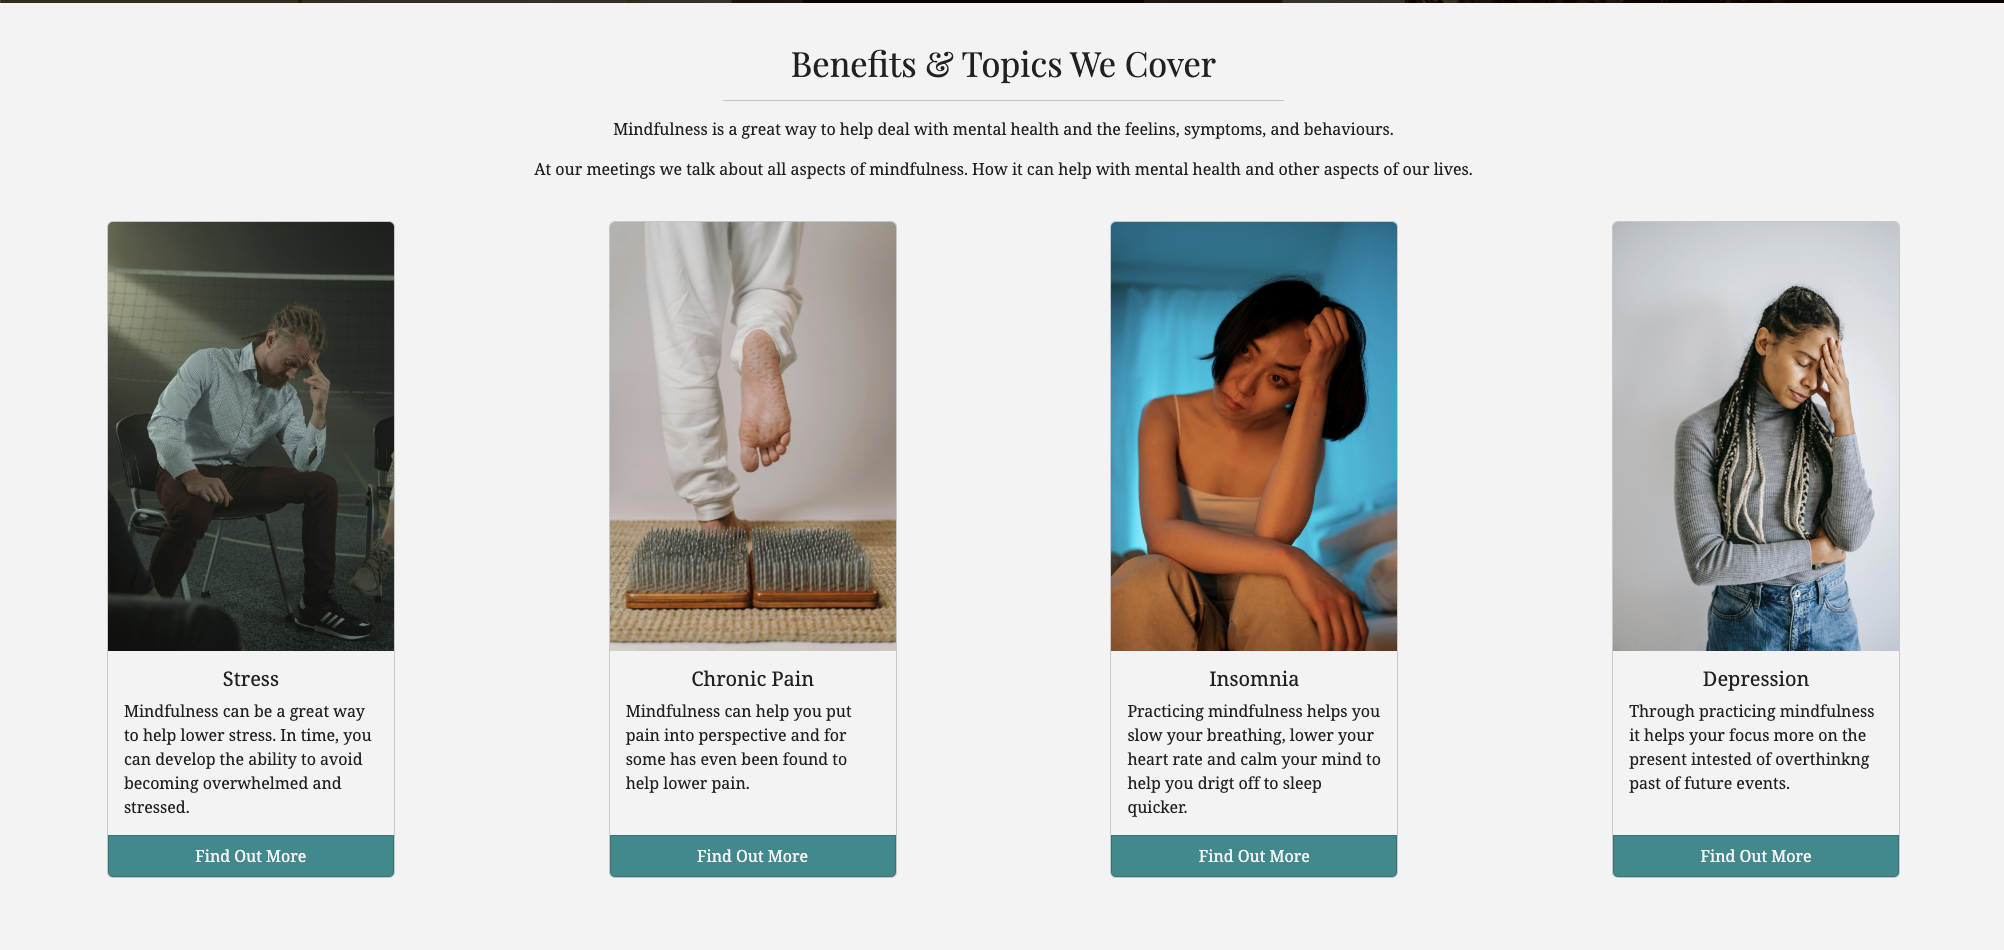 Benefits & Topics We Cover
Mindfulness is a great way to help deal with mental health and the feelins, symptoms, and behaviours.
At our meetings we talk about all aspects of mindfulness. How it can help with mental health and other aspects of our lives.
Stress
Mindfulness can be a great way
to help lower stress. In time, you
can develop the ability to avoid
becoming overwhelmed and
stressed.
Find Out More
Chronic Pain
Mindfulness can help you put
pain into perspective and for
some has even been found to
help lower pain.
Find Out More
Insomnia
Practicing mindfulness helps you
slow your breathing, lower your
heart rate and calm your mind to
help you drigt off to sleep
quicker.
Find Out More
Depression
Through practicing mindfulness
it helps your focus more on the
present intested of overthinkng
past of future events.
Find Out More